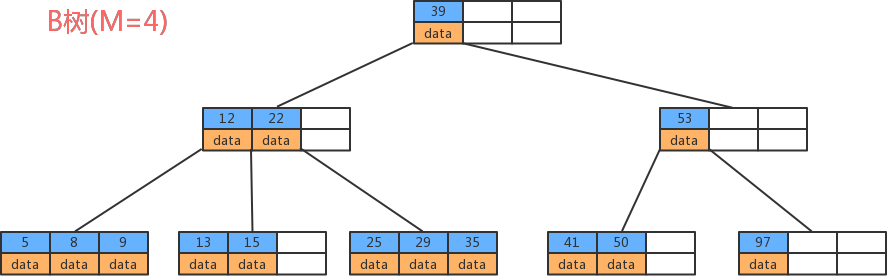 B树(M=4)
39
data
12 22
data data
53
data
5 8 9
data data data
13 15
data data
25 29 35
data data data
41 50
data data
97
data